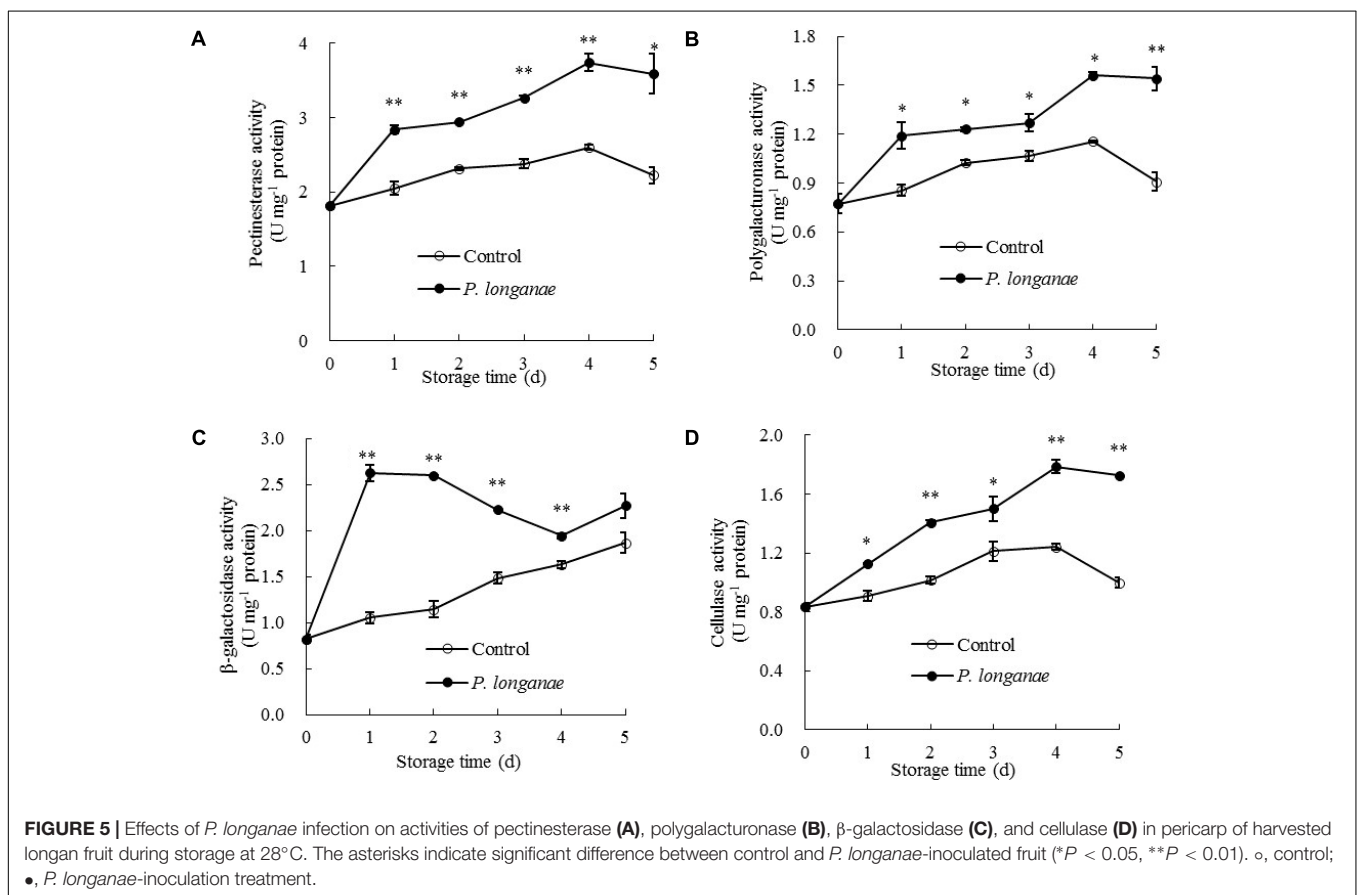 A
Pectinesterase activity
(U mg⁻¹ protein)
4
3
2
1
0
** ** ** ** *
Control
P. longanae
0 1 2 3 4 5
Storage time (d)
B
Polygalacturonase activity
(U mg⁻¹ protein)
1.8
1.5
1.2
0.9
0.6
0.0
* * * * **
Control
P. longanae
0 1 2 3 4 5
Storage time (d)
C
β-galactosidase activity
(U mg⁻¹ protein)
3.0
2.5
2.0
1.5
1.0
0.5
0.0
** ** ** **
Control
P. longanae
0 1 2 3 4 5
Storage time (d)
D
Cellulase activity
(U mg⁻¹ protein)
2.0
1.6
1.2
0.8
0.4
0.0
* ** * ** **
Control
P. longanae
0 1 2 3 4 5
Storage time (d)
FIGURE 5 | Effects of P. longanae infection on activities of pectinesterase (A), polygalacturonase (B), β-galactosidase (C), and cellulase (D) in pericarp of harvested
longan fruit during storage at 28°C. The asterisks indicate significant difference between control and P. longanae-inoculated fruit (*P < 0.05, **P < 0.01). ○, control;
●, P. longanae-inoculation treatment.